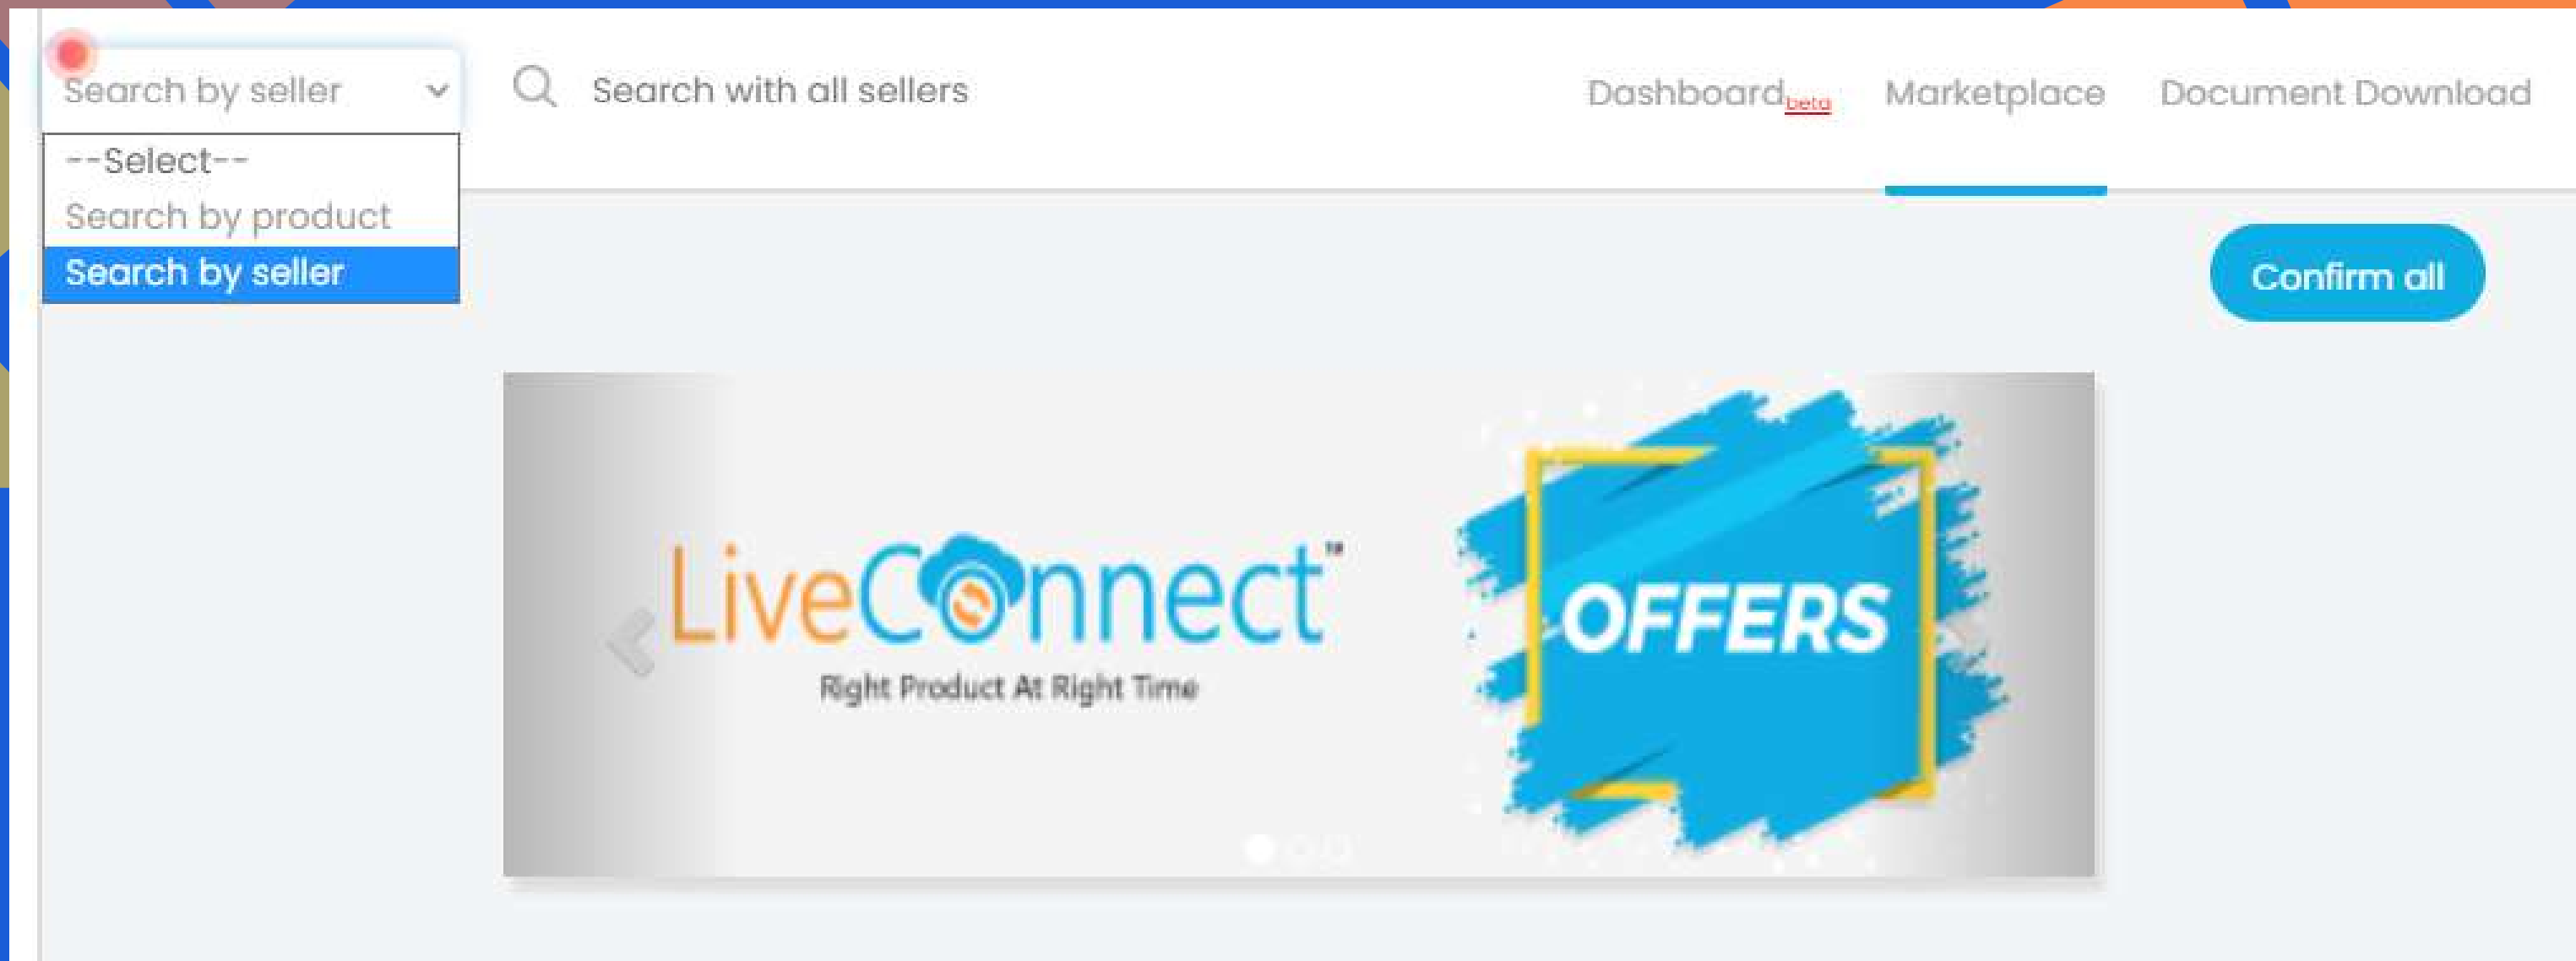 Search by seller
Search with all sellers
Dashboard beta
Marketplace
Document Download
--Select--
Search by product
Search by seller
Confirm all
LiveConnect™
Right Product At Right Time
OFFERS